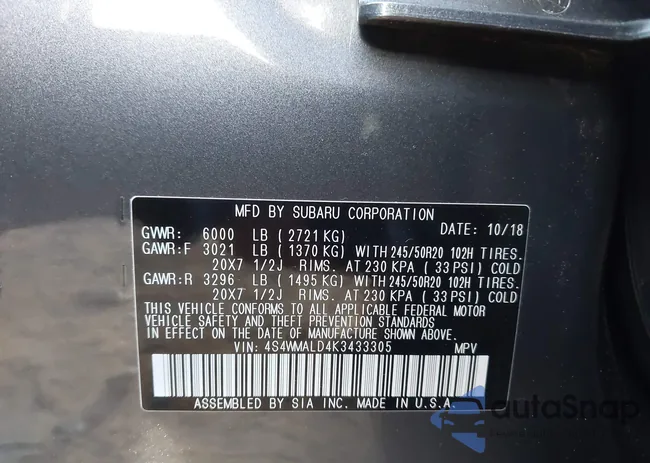 MFD BY SUBARU CORPORATION
GVWR: 6000 LB ( 2721 KG) DATE: 10/18
GAWR:F 3021 LB ( 1370 KG) WITH 245/50R20 102H TIRES.
20X7 1/2J RIMS. AT 230 KPA ( 33 PSI) COLD
GAWR:R 3296 LB ( 1495 KG) WITH 245/50R20 102H TIRES.
20X7 1/2J RIMS. AT 230 KPA ( 33 PSI) COLD
THIS VEHICLE CONFORMS TO ALL APPLICABLE FEDERAL MOTOR
VEHICLE SAFETY AND THEFT PREVENTION STANDARDS
IN EFFECT ON DATE OF MANUFACTURE SHOWN ABOVE.
VIN: 4S4WMALD4K3433305 MPV
ASSEMBLED BY SIA INC. MADE IN U.S.A.
autoSnap